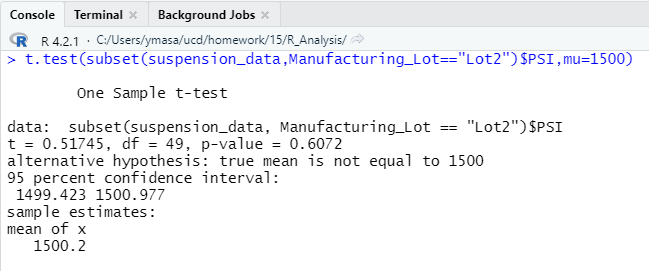 Console Terminal × Background Jobs ×
R R 4.2.1 · C:/Users/ymasa/ucd/homework/15/R_Analysis/
> t.test(subset(suspension_data,Manufacturing_Lot=="Lot2")$PSI,mu=1500)
One Sample t-test
data:  subset(suspension_data, Manufacturing_Lot == "Lot2")$PSI
t = 0.51745, df = 49, p-value = 0.6072
alternative hypothesis: true mean is not equal to 1500
95 percent confidence interval:
1499.423 1500.977
sample estimates:
mean of x
1500.2